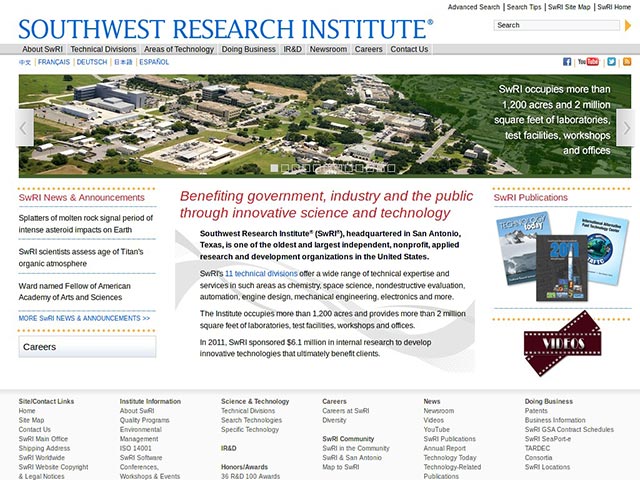 Advanced Search | Search Tips | SwRI Site Map | SwRI Home
SOUTHWEST RESEARCH INSTITUTE®
Search
About SwRI Technical Divisions Areas of Technology Doing Business IR&D Newsroom Careers Contact Us
中文 FRANÇAIS DEUTSCH 日本語 ESPAÑOL
YouTube
SwRI occupies more than
1,200 acres and 2 million
square feet of laboratories,
test facilities, workshops
and offices
SwRI News & Announcements
Splatters of molten rock signal period of
intense asteroid impacts on Earth
SwRI scientists assess age of Titan's
organic atmosphere
Ward named Fellow of American
Academy of Arts and Sciences
MORE SwRI NEWS & ANNOUNCEMENTS >>
Careers
Benefiting government, industry and the public
through innovative science and technology
Southwest Research Institute® (SwRI®), headquartered in San Antonio,
Texas, is one of the oldest and largest independent, nonprofit, applied
research and development organizations in the United States.
SwRI's 11 technical divisions offer a wide range of technical expertise and
services in such areas as chemistry, space science, nondestructive evaluation,
automation, engine design, mechanical engineering, electronics and more.
The Institute occupies more than 1,200 acres and provides more than 2 million
square feet of laboratories, test facilities, workshops and offices.
In 2011, SwRI sponsored $6.1 million in internal research to develop
innovative technologies that ultimately benefit clients.
SwRI Publications
TECHNOLOGY
Today
2011
VIDEOS
Site/Contact Links
Home
Site Map
Contact Us
SwRI Main Office
Shipping Address
SwRI Worldwide
SwRI Website Copyright
& Legal Notices
Institute Information
About SwRI
Quality Programs
Environmental
Management
ISO 14001
SwRI Software
Conferences,
Workshops & Events
Science & Technology
Technical Divisions
Search Technologies
Specific Technology
IR&D
Honors/Awards
36 R&D 100 Awards
Careers
Careers at SwRI
Diversity
SwRI Community
SwRI in the Community
SwRI & San Antonio
Map to SwRI
News
Newsroom
Videos
YouTube
SwRI Publications
Annual Report
Technology Today
Technology-Related
Publications
Doing Business
Patents
Business Information
SwRI GSA Contract Schedules
SwRI SeaPort-e
TARDEC
Consortia
SwRI Locations